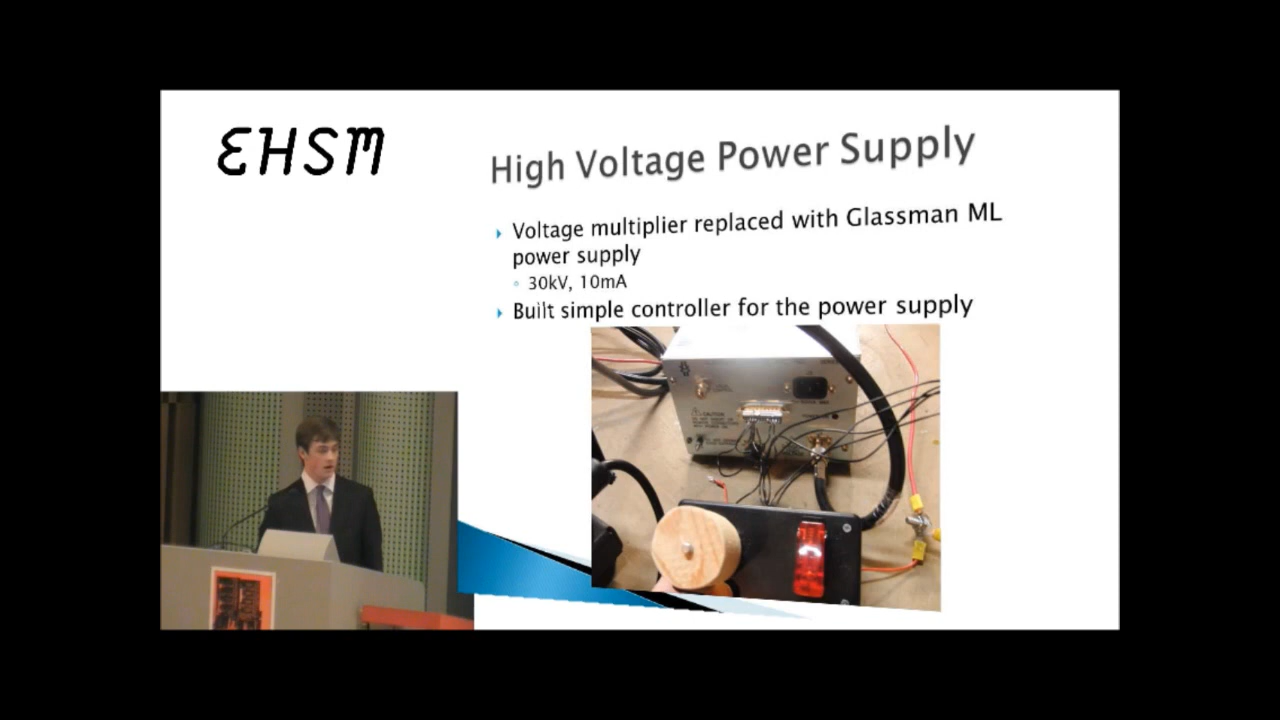 EHSM
High Voltage Power Supply
Voltage multiplier replaced with Glassman ML
power supply
30kV, 10mA
Built simple controller for the power supply
CAUTION